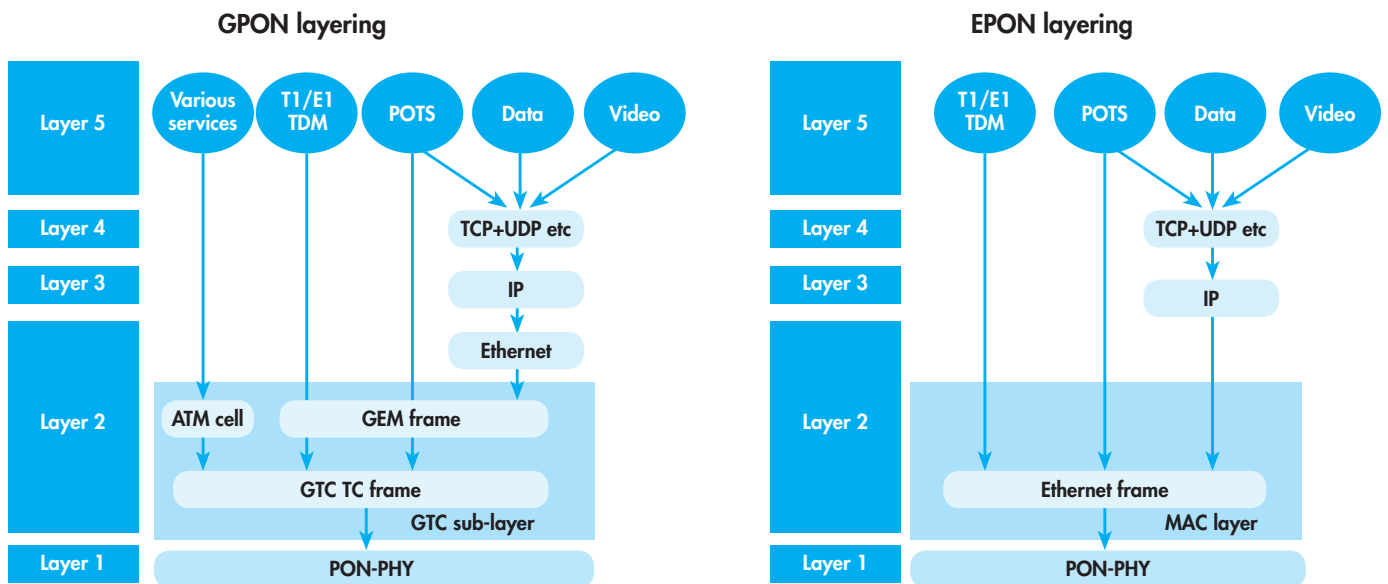 GPON layering
Layer 5
Various
services
T1/E1
TDM
POTS
Data
Video
Layer 4
TCP+UDP etc
Layer 3
IP
Layer 2
Ethernet
ATM cell
GEM frame
GTC TC frame
GTC sub-layer
Layer 1
PON-PHY
EPON layering
Layer 5
T1/E1
TDM
POTS
Data
Video
Layer 4
TCP+UDP etc
Layer 3
IP
Layer 2
Ethernet frame
MAC layer
Layer 1
PON-PHY